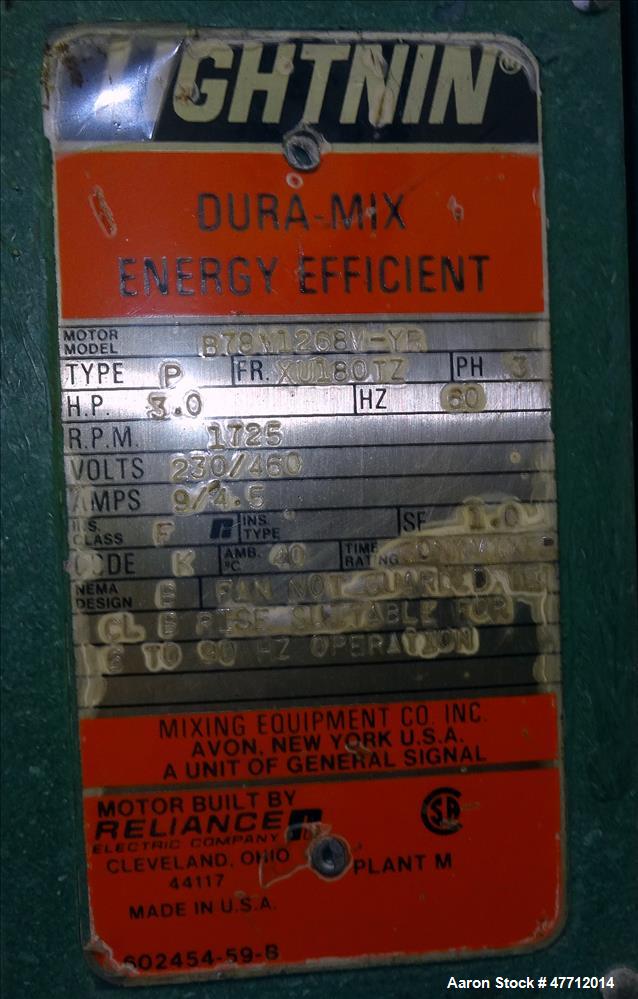 LIGHTNIN®
DURA-MIX
ENERGY EFFICIENT
MOTOR MODEL B78 1268M-YR
TYPE P FR. XU180TZ PH 3
H.P. 3.0 HZ 60
R.P.M. 1725
VOLTS 230/460
AMPS 9/4.5
INS. CLASS F R INS. TYPE SF 1.0
CODE K AMB. °C 40 TIME RATING
NEMA DESIGN B FAN NOT GUARDED
CL B RISE SUITABLE FOR
6 TO 90 HZ OPERATION
MIXING EQUIPMENT CO. INC.
AVON, NEW YORK U.S.A.
A UNIT OF GENERAL SIGNAL
MOTOR BUILT BY
RELIANCE R
ELECTRIC COMPANY
CLEVELAND, OHIO PLANT M
44117
MADE IN U.S.A.
602454-59-B
SA
Aaron Stock # 47712014